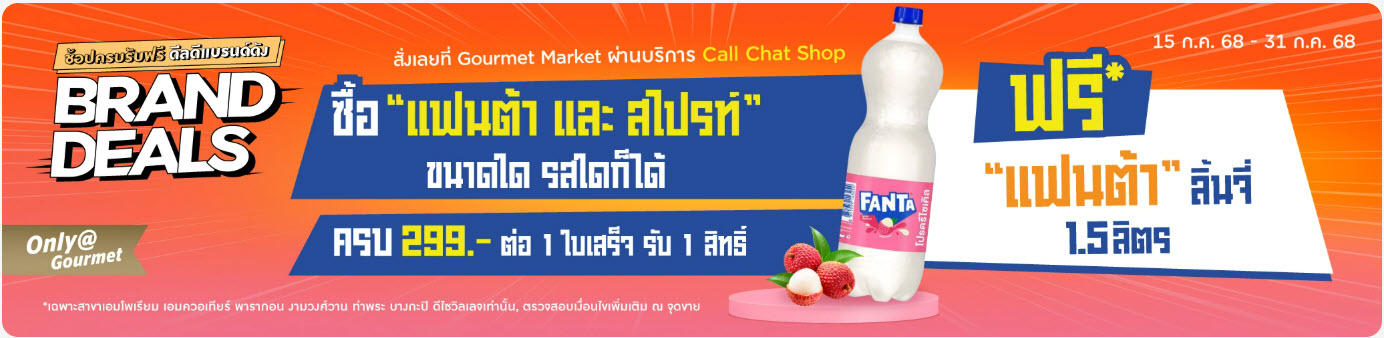 ช้อปครบรับฟรี ดีลดีแบรนด์ดัง
BRAND
DEALS
Only@
Gourmet
สั่งเลยที่ Gourmet Market ผ่านบริการ Call Chat Shop
ซื้อ “แฟนต้า และ สไปรท์”
ขนาดใด รสใดก็ได้
ครบ 299.- ต่อ 1 ใบเสร็จ รับ 1 สิทธิ์
FANTA
โปรดรีไซเคิล
15 ก.ค. 68 - 31 ก.ค. 68
ฟรี*
“แฟนต้า” ลิ้นจี่
1.5 ลิตร
*เฉพาะสาขาเอมโพเรียม เอมควอเทียร์ พารากอน งามวงศ์วาน ท่าพระ บางกะปิ ดีไซวิลเลจเท่านั้น, ตรวจสอบเงื่อนไขเพิ่มเติม ณ จุดขาย